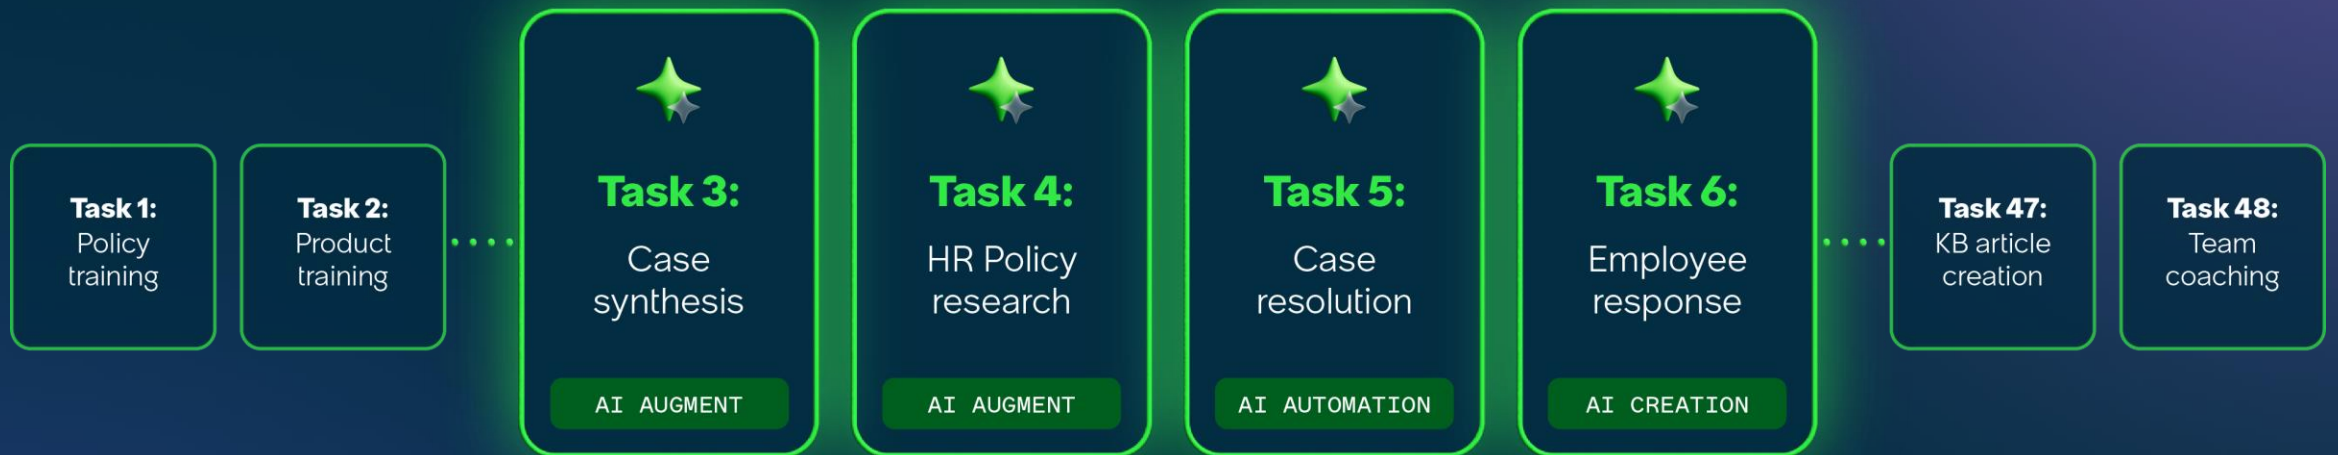 Task 1:
Policy
training
Task 2:
Product
training
Task 3:
Case
synthesis
AI AUGMENT
Task 4:
HR Policy
research
AI AUGMENT
Task 5:
Case
resolution
AI AUTOMATION
Task 6:
Employee
response
AI CREATION
Task 47:
KB article
creation
Task 48:
Team
coaching